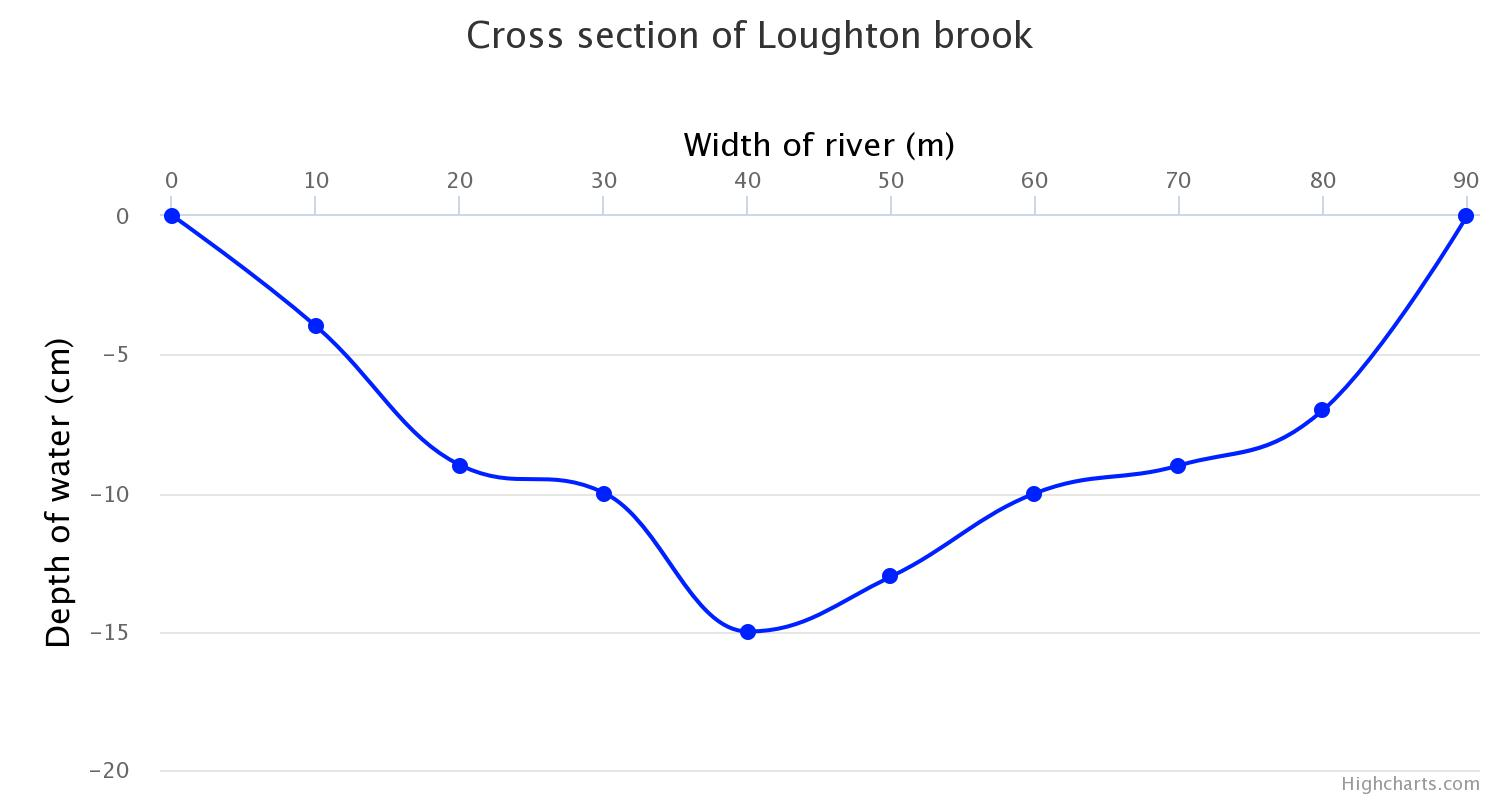 Cross section of Loughton brook
Width of river (m)
0 10 20 30 40 50 60 70 80 90
Depth of water (cm)
0
−5
−10
−15
−20
Highcharts.com